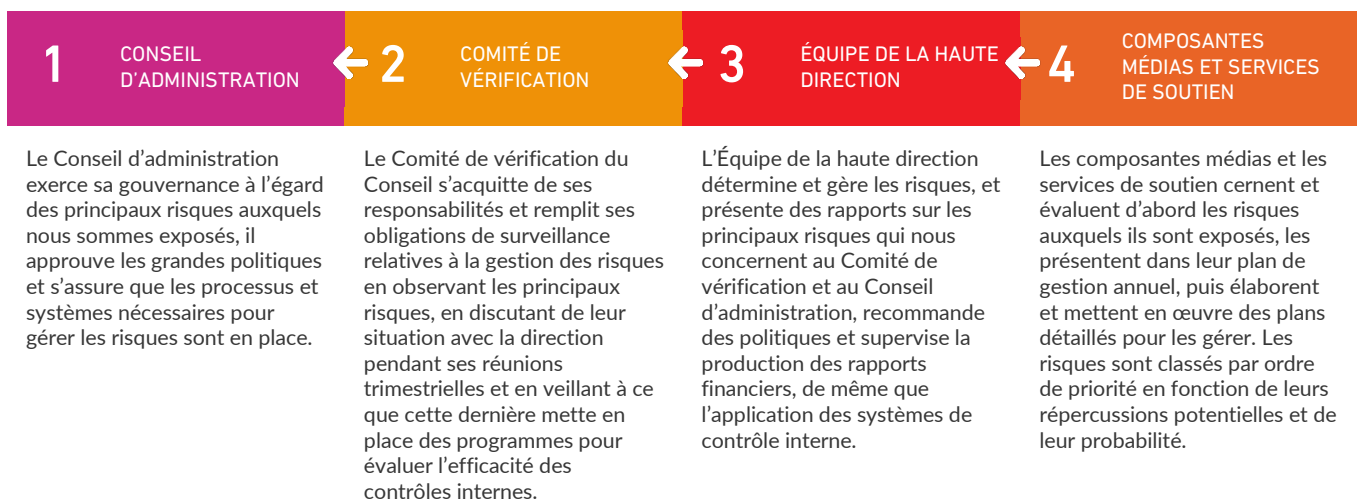 1
CONSEIL
D'ADMINISTRATION
2
COMITÉ DE
VÉRIFICATION
3
ÉQUIPE DE LA HAUTE
DIRECTION
4
COMPOSANTES
MÉDIAS ET SERVICES
DE SOUTIEN
Le Conseil d'administration
exerce sa gouvernance à l'égard
des principaux risques auxquels
nous sommes exposés, il
approuve les grandes politiques
et s'assure que les processus et
systèmes nécessaires pour
gérer les risques sont en place.
Le Comité de vérification du
Conseil s'acquitte de ses
responsabilités et remplit ses
obligations de surveillance
relatives à la gestion des risques
en observant les principaux
risques, en discutant de leur
situation avec la direction
pendant ses réunions
trimestrielles et en veillant à ce
que cette dernière mette en
place des programmes pour
évaluer l'efficacité des
contrôles internes.
L'Équipe de la haute direction
détermine et gère les risques, et
présente des rapports sur les
principaux risques qui nous
concernent au Comité de
vérification et au Conseil
d'administration, recommande
des politiques et supervise la
production des rapports
financiers, de même que
l'application des systèmes de
contrôle interne.
Les composantes médias et les
services de soutien cernent et
évaluent d'abord les risques
auxquels ils sont exposés, les
présentent dans leur plan de
gestion annuel, puis élaborent
et mettent en œuvre des plans
détaillés pour les gérer. Les
risques sont classés par ordre
de priorité en fonction de leurs
répercussions potentielles et de
leur probabilité.